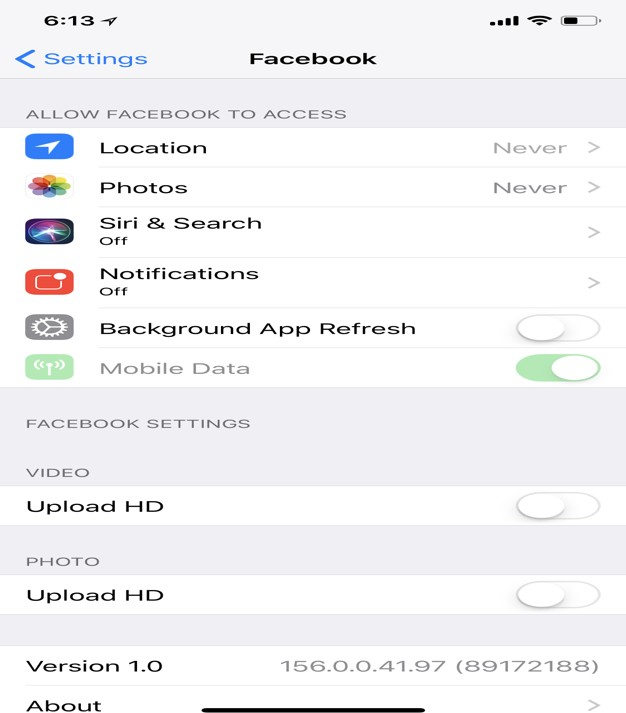 6:13
Settings
Facebook
ALLOW FACEBOOK TO ACCESS
Location Never
Photos Never
Siri & Search
Off
Notifications
Off
Background App Refresh
Mobile Data
FACEBOOK SETTINGS
VIDEO
Upload HD
PHOTO
Upload HD
Version 1.0 156.0.0.41.97 (89172188)
About